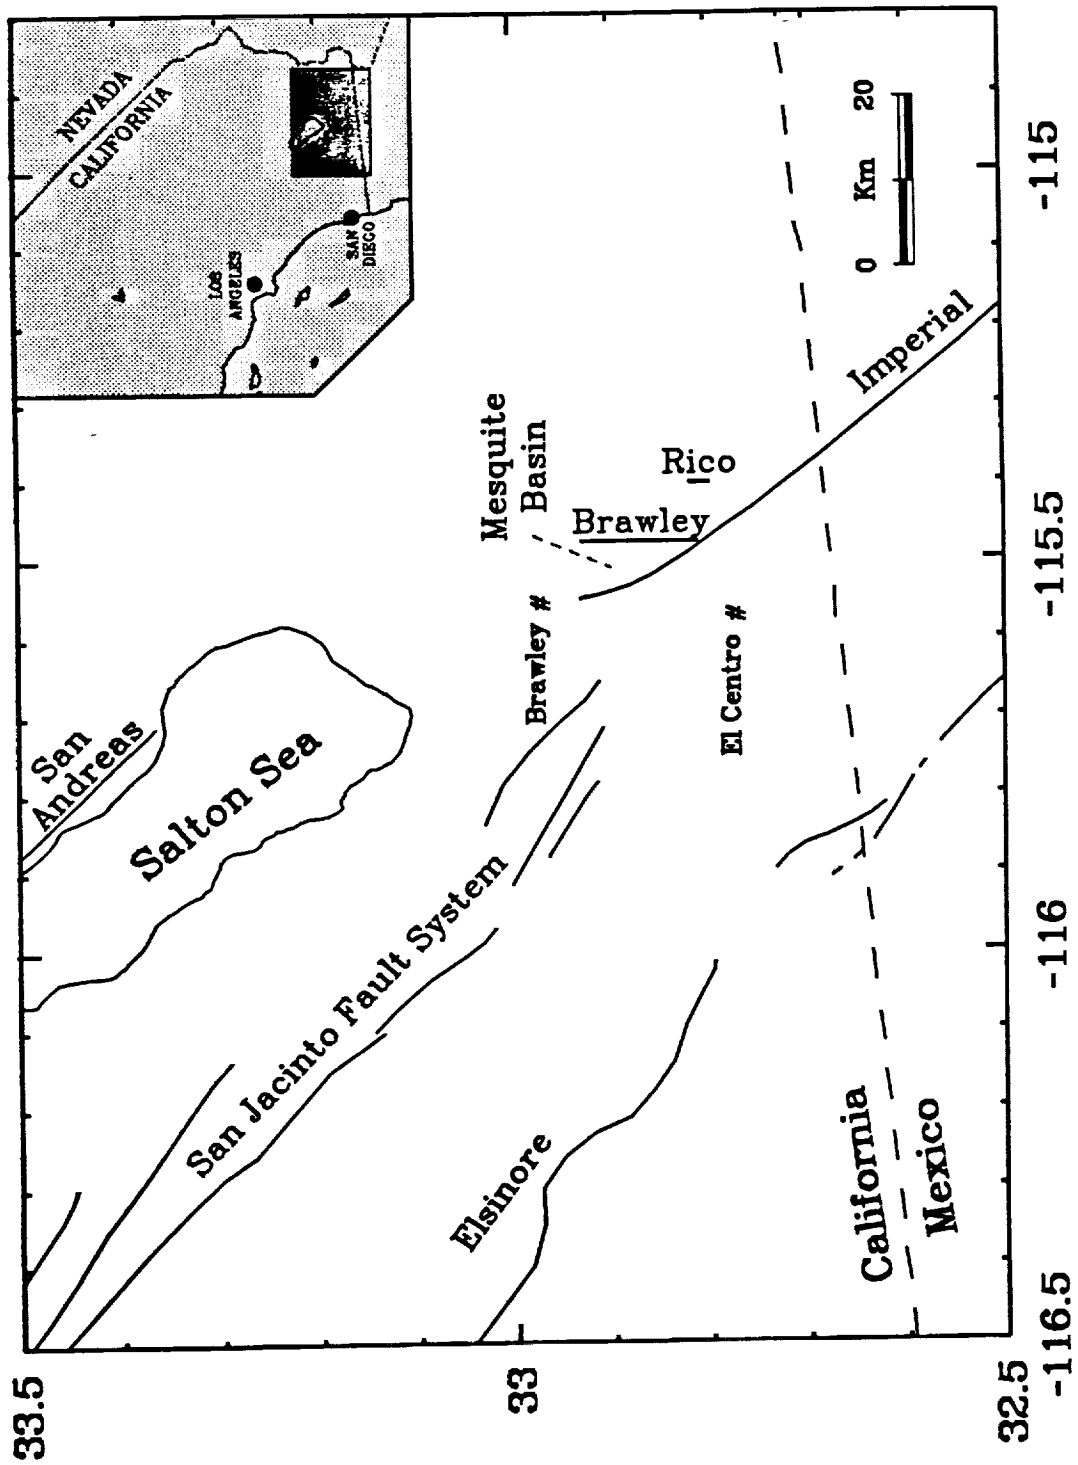 NEVADA
CALIFORNIA
LOS
ANGELES
SAN
DIEGO
San
Andreas
Salton Sea
San Jacinto Fault System
Elsinore
Brawley #
El Centro #
Mesquite
Basin
Brawley
Rico
Imperial
California
Mexico
0 Km 20
33.5
33
32.5
-116.5
-116
-115.5
-115